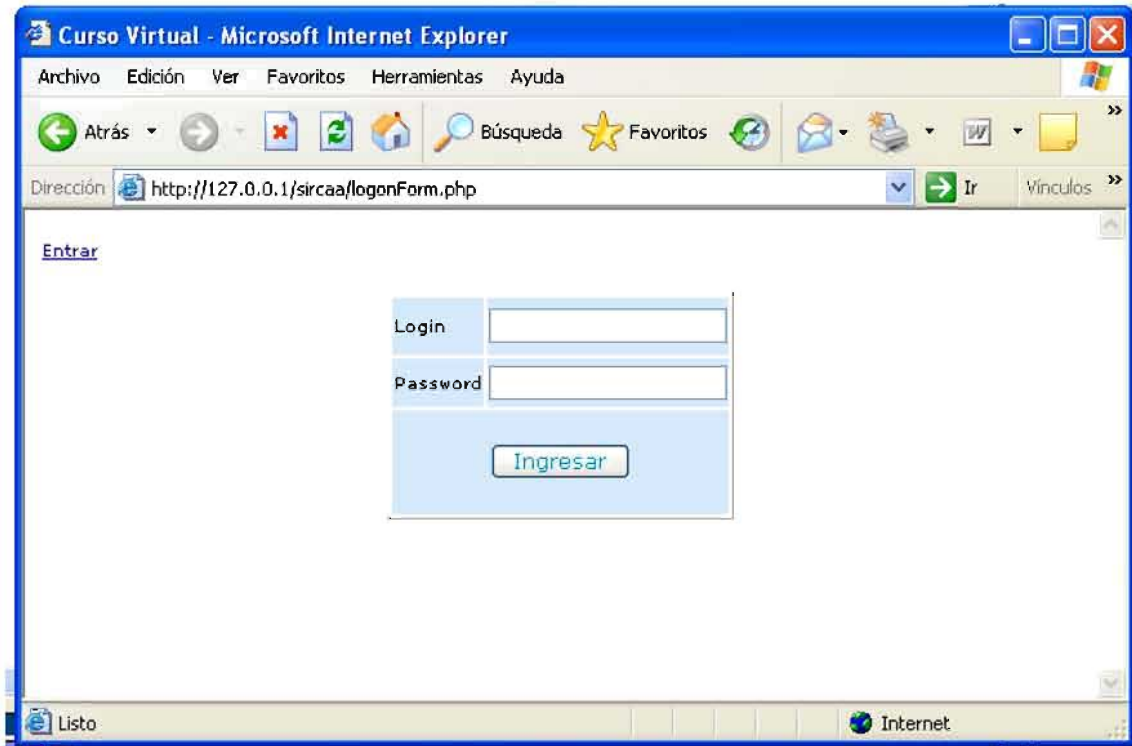 Curso Virtual - Microsoft Internet Explorer
Archivo Edición Ver Favoritos Herramientas Ayuda
Atrás Búsqueda Favoritos »
Dirección http://127.0.0.1/sircaa/logonForm.php Ir Vínculos »
Entrar
Login
Password
Ingresar
Listo Internet